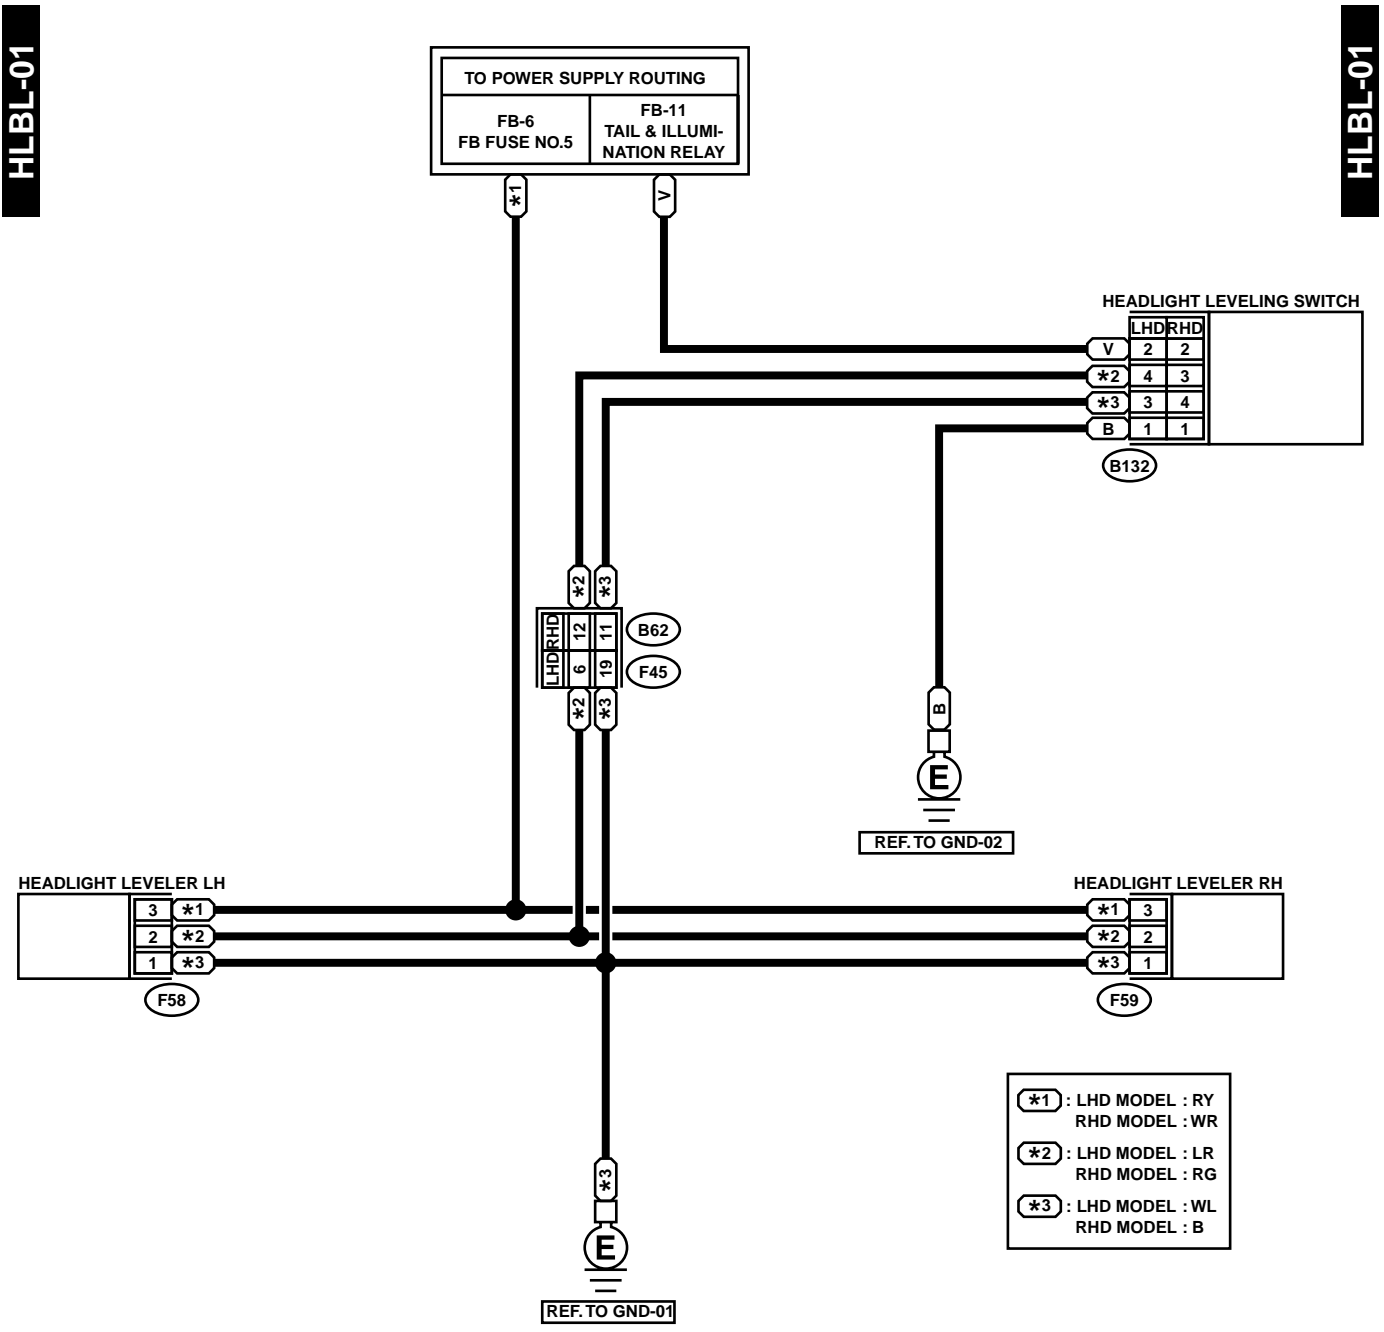 HLBL-01
HLBL-01
TO POWER SUPPLY ROUTING
FB-6
FB FUSE NO.5
FB-11
TAIL & ILLUMI-
NATION RELAY
*1
V
HEADLIGHT LEVELING SWITCH
LHD RHD
V 2 2
*2 4 3
*3 3 4
B 1 1
B132
*2 *3
RHD 12 11 B62
LHD 6 19 F45
*2 *3
B
E
REF. TO GND-02
HEADLIGHT LEVELER LH
3 *1
2 *2
1 *3
F58
HEADLIGHT LEVELER RH
*1 3
*2 2
*3 1
F59
*1 : LHD MODEL : RY
RHD MODEL : WR
*2 : LHD MODEL : LR
RHD MODEL : RG
*3 : LHD MODEL : WL
RHD MODEL : B
*3
E
REF. TO GND-01